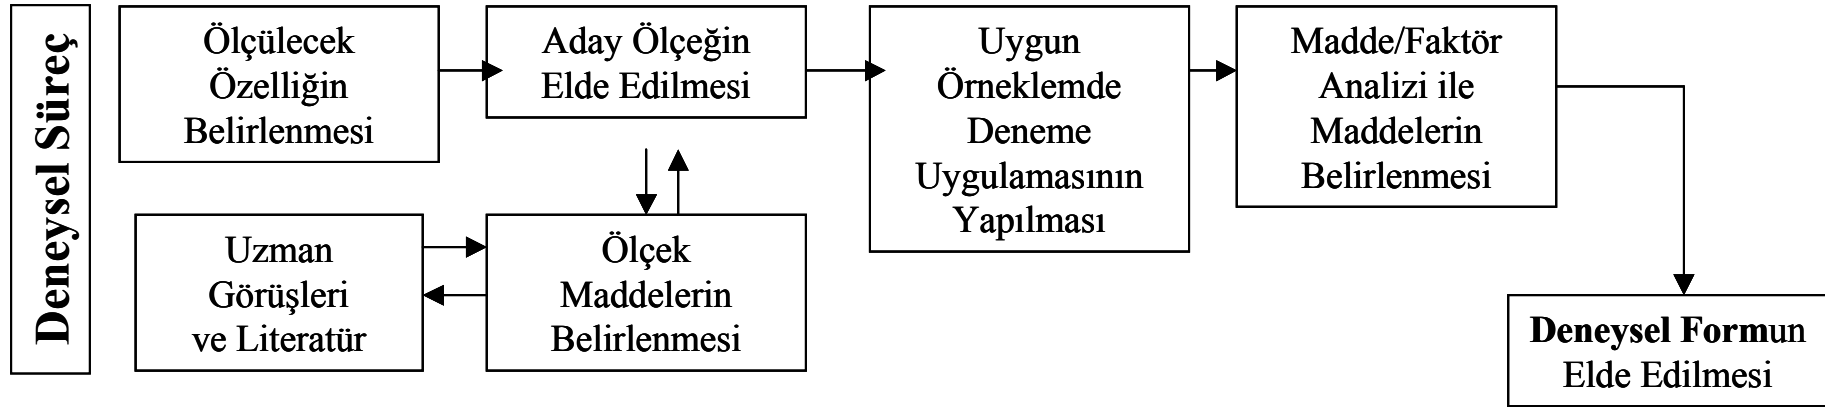 Deneysel Süreç
Ölçülecek
Özelliğin
Belirlenmesi
Aday Ölçeğin
Elde Edilmesi
Uygun
Örneklemde
Deneme
Uygulamasının
Yapılması
Madde/Faktör
Analizi ile
Maddelerin
Belirlenmesi
Uzman
Görüşleri
ve Literatür
Ölçek
Maddelerin
Belirlenmesi
Deneysel Formun
Elde Edilmesi